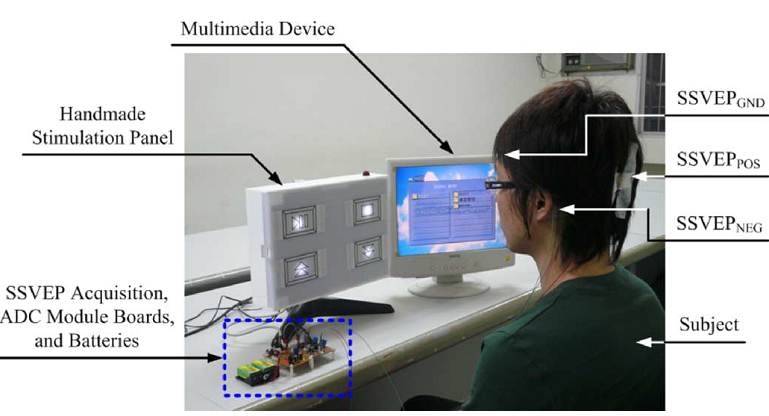 Multimedia Device
Handmade
Stimulation Panel
SSVEP Acquisition,
ADC Module Boards,
and Batteries
SSVEP_GND
SSVEP_POS
SSVEP_NEG
Subject